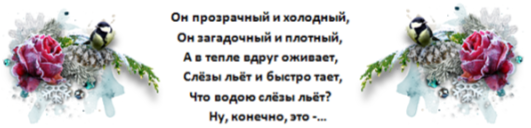 Он прозрачный и холодный,
Он загадочный и плотный,
А в тепле вдруг оживает,
Слёзы льёт и быстро тает,
Что водою слёзы льёт?
Ну, конечно, это -...